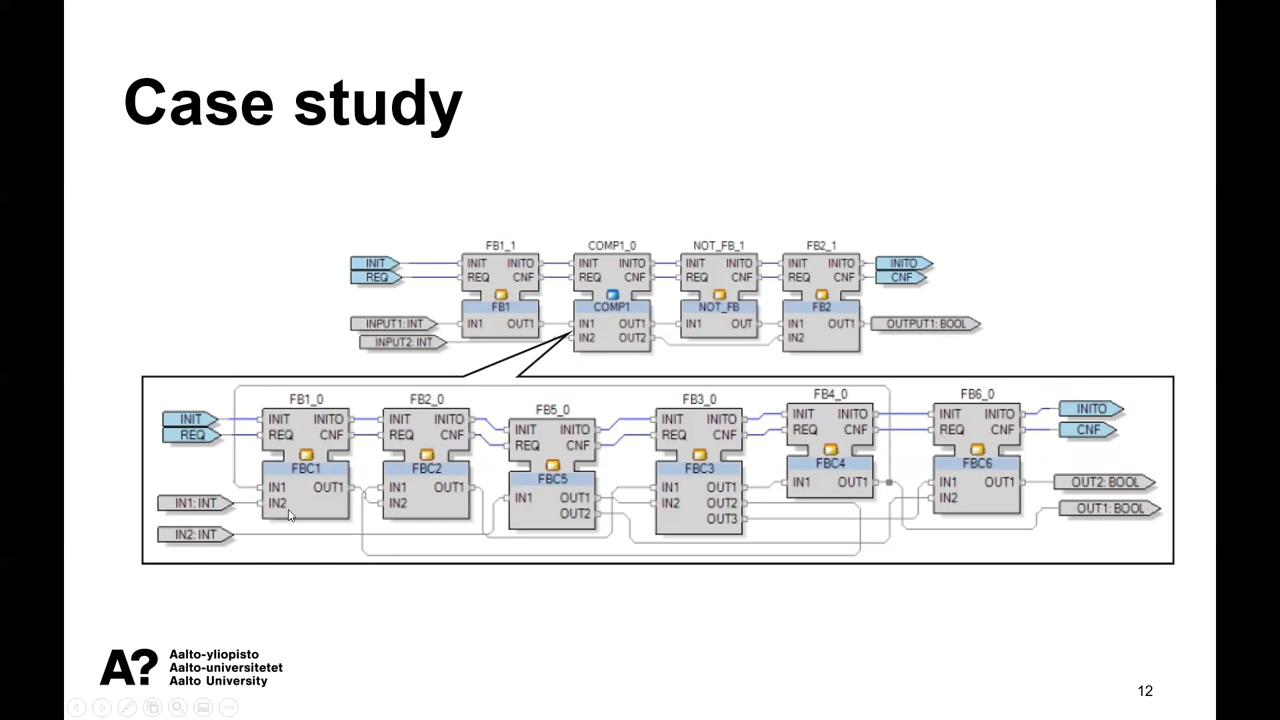 Case study
FB1_1 COMP1_0 NOT_FB_1 FB2_1
INIT INIT INITO INIT INITO INIT INITO INIT INITO INITO
REQ REQ CNF REQ CNF REQ CNF REQ CNF CNF
FB1 COMP1 NOT_FB FB2
INPUT1: INT IN1 OUT1 IN1 OUT1 IN1 OUT IN1 OUT1 OUTPUT1: BOOL
INPUT2: INT IN2 OUT2 IN2
FB1_0 FB2_0 FB5_0 FB3_0 FB4_0 FB6_0
INIT INIT INITO INIT INITO INIT INITO INIT INITO INIT INITO INIT INITO INITO
REQ REQ CNF REQ CNF REQ CNF REQ CNF REQ CNF REQ CNF CNF
FBC1 FBC2 FBC5 FBC3 FBC4 FBC6
IN1 OUT1 IN1 OUT1 IN1 OUT1 IN1 OUT1 IN1 OUT1 IN1 OUT1 OUT2: BOOL
IN1: INT IN2 IN2 OUT2 IN2 OUT2 IN2 OUT1: BOOL
OUT3
IN2: INT
A?
Aalto-yliopisto
Aalto-universitetet
Aalto University
12